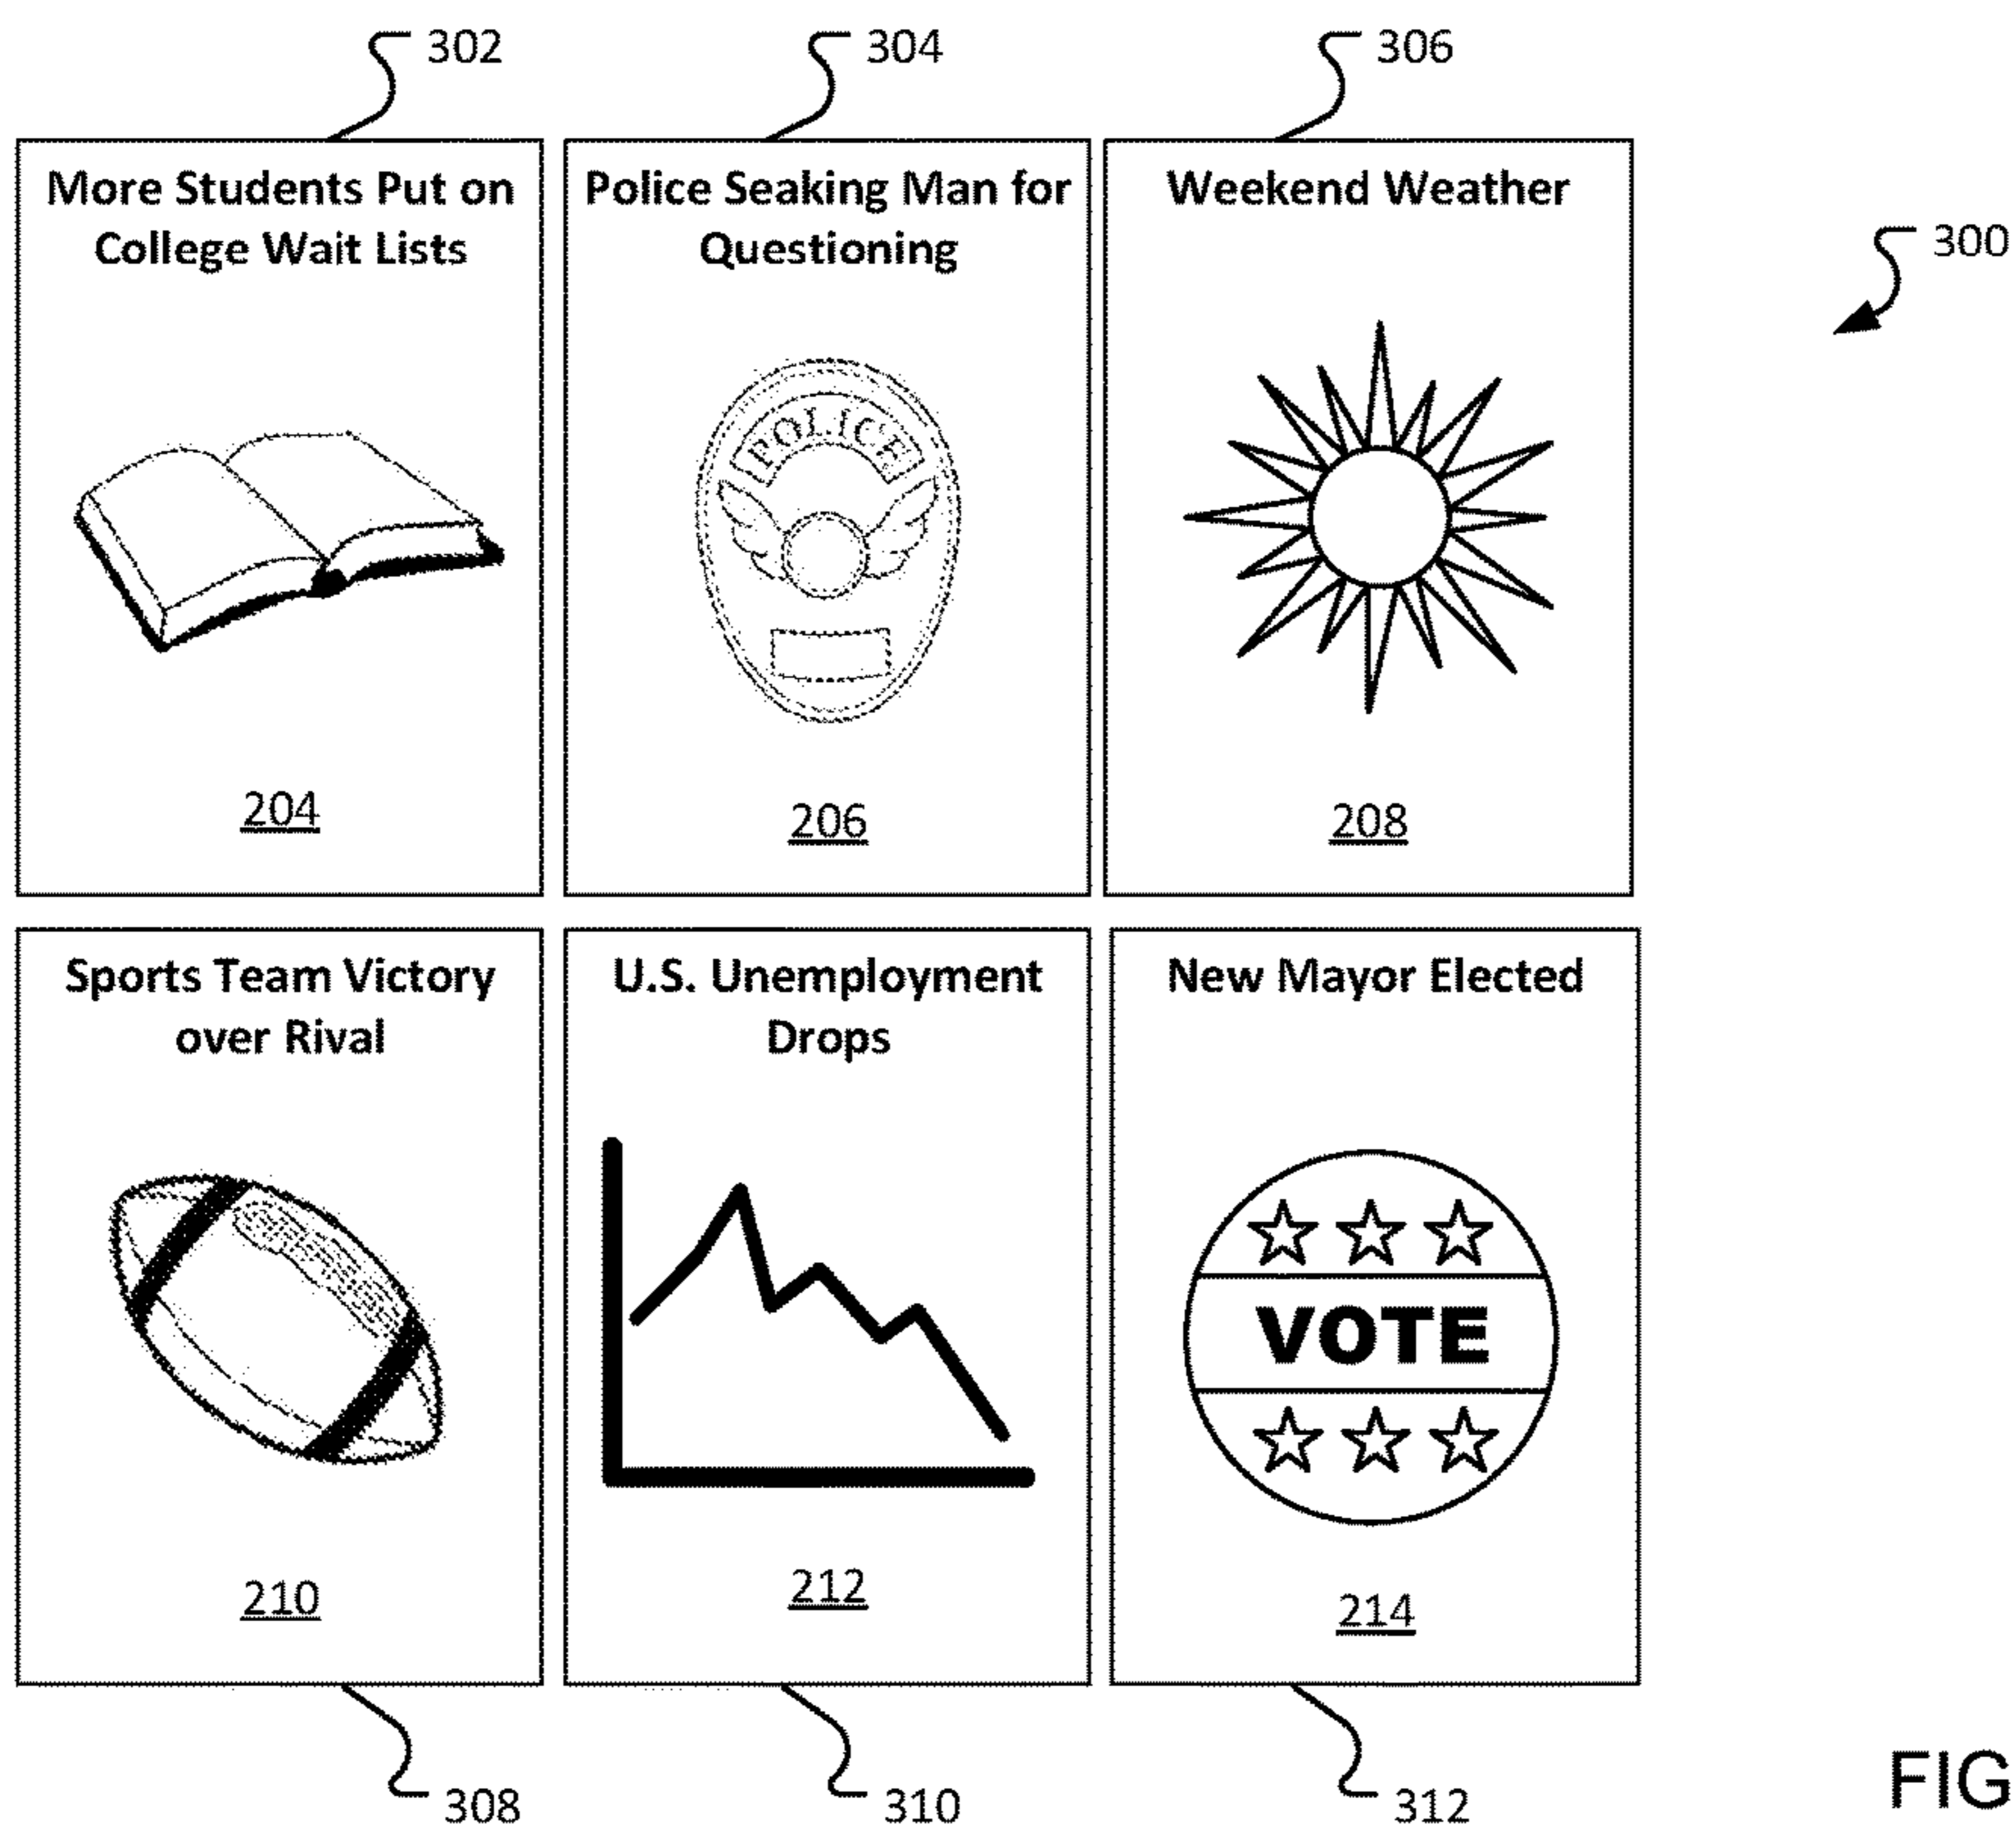 302
304
306
300
More Students Put on
College Wait Lists
Police Seaking Man for
Questioning
Weekend Weather
POLICE
204
206
208
Sports Team Victory
over Rival
U.S. Unemployment
Drops
New Mayor Elected
VOTE
210
212
214
308
310
312
FIG